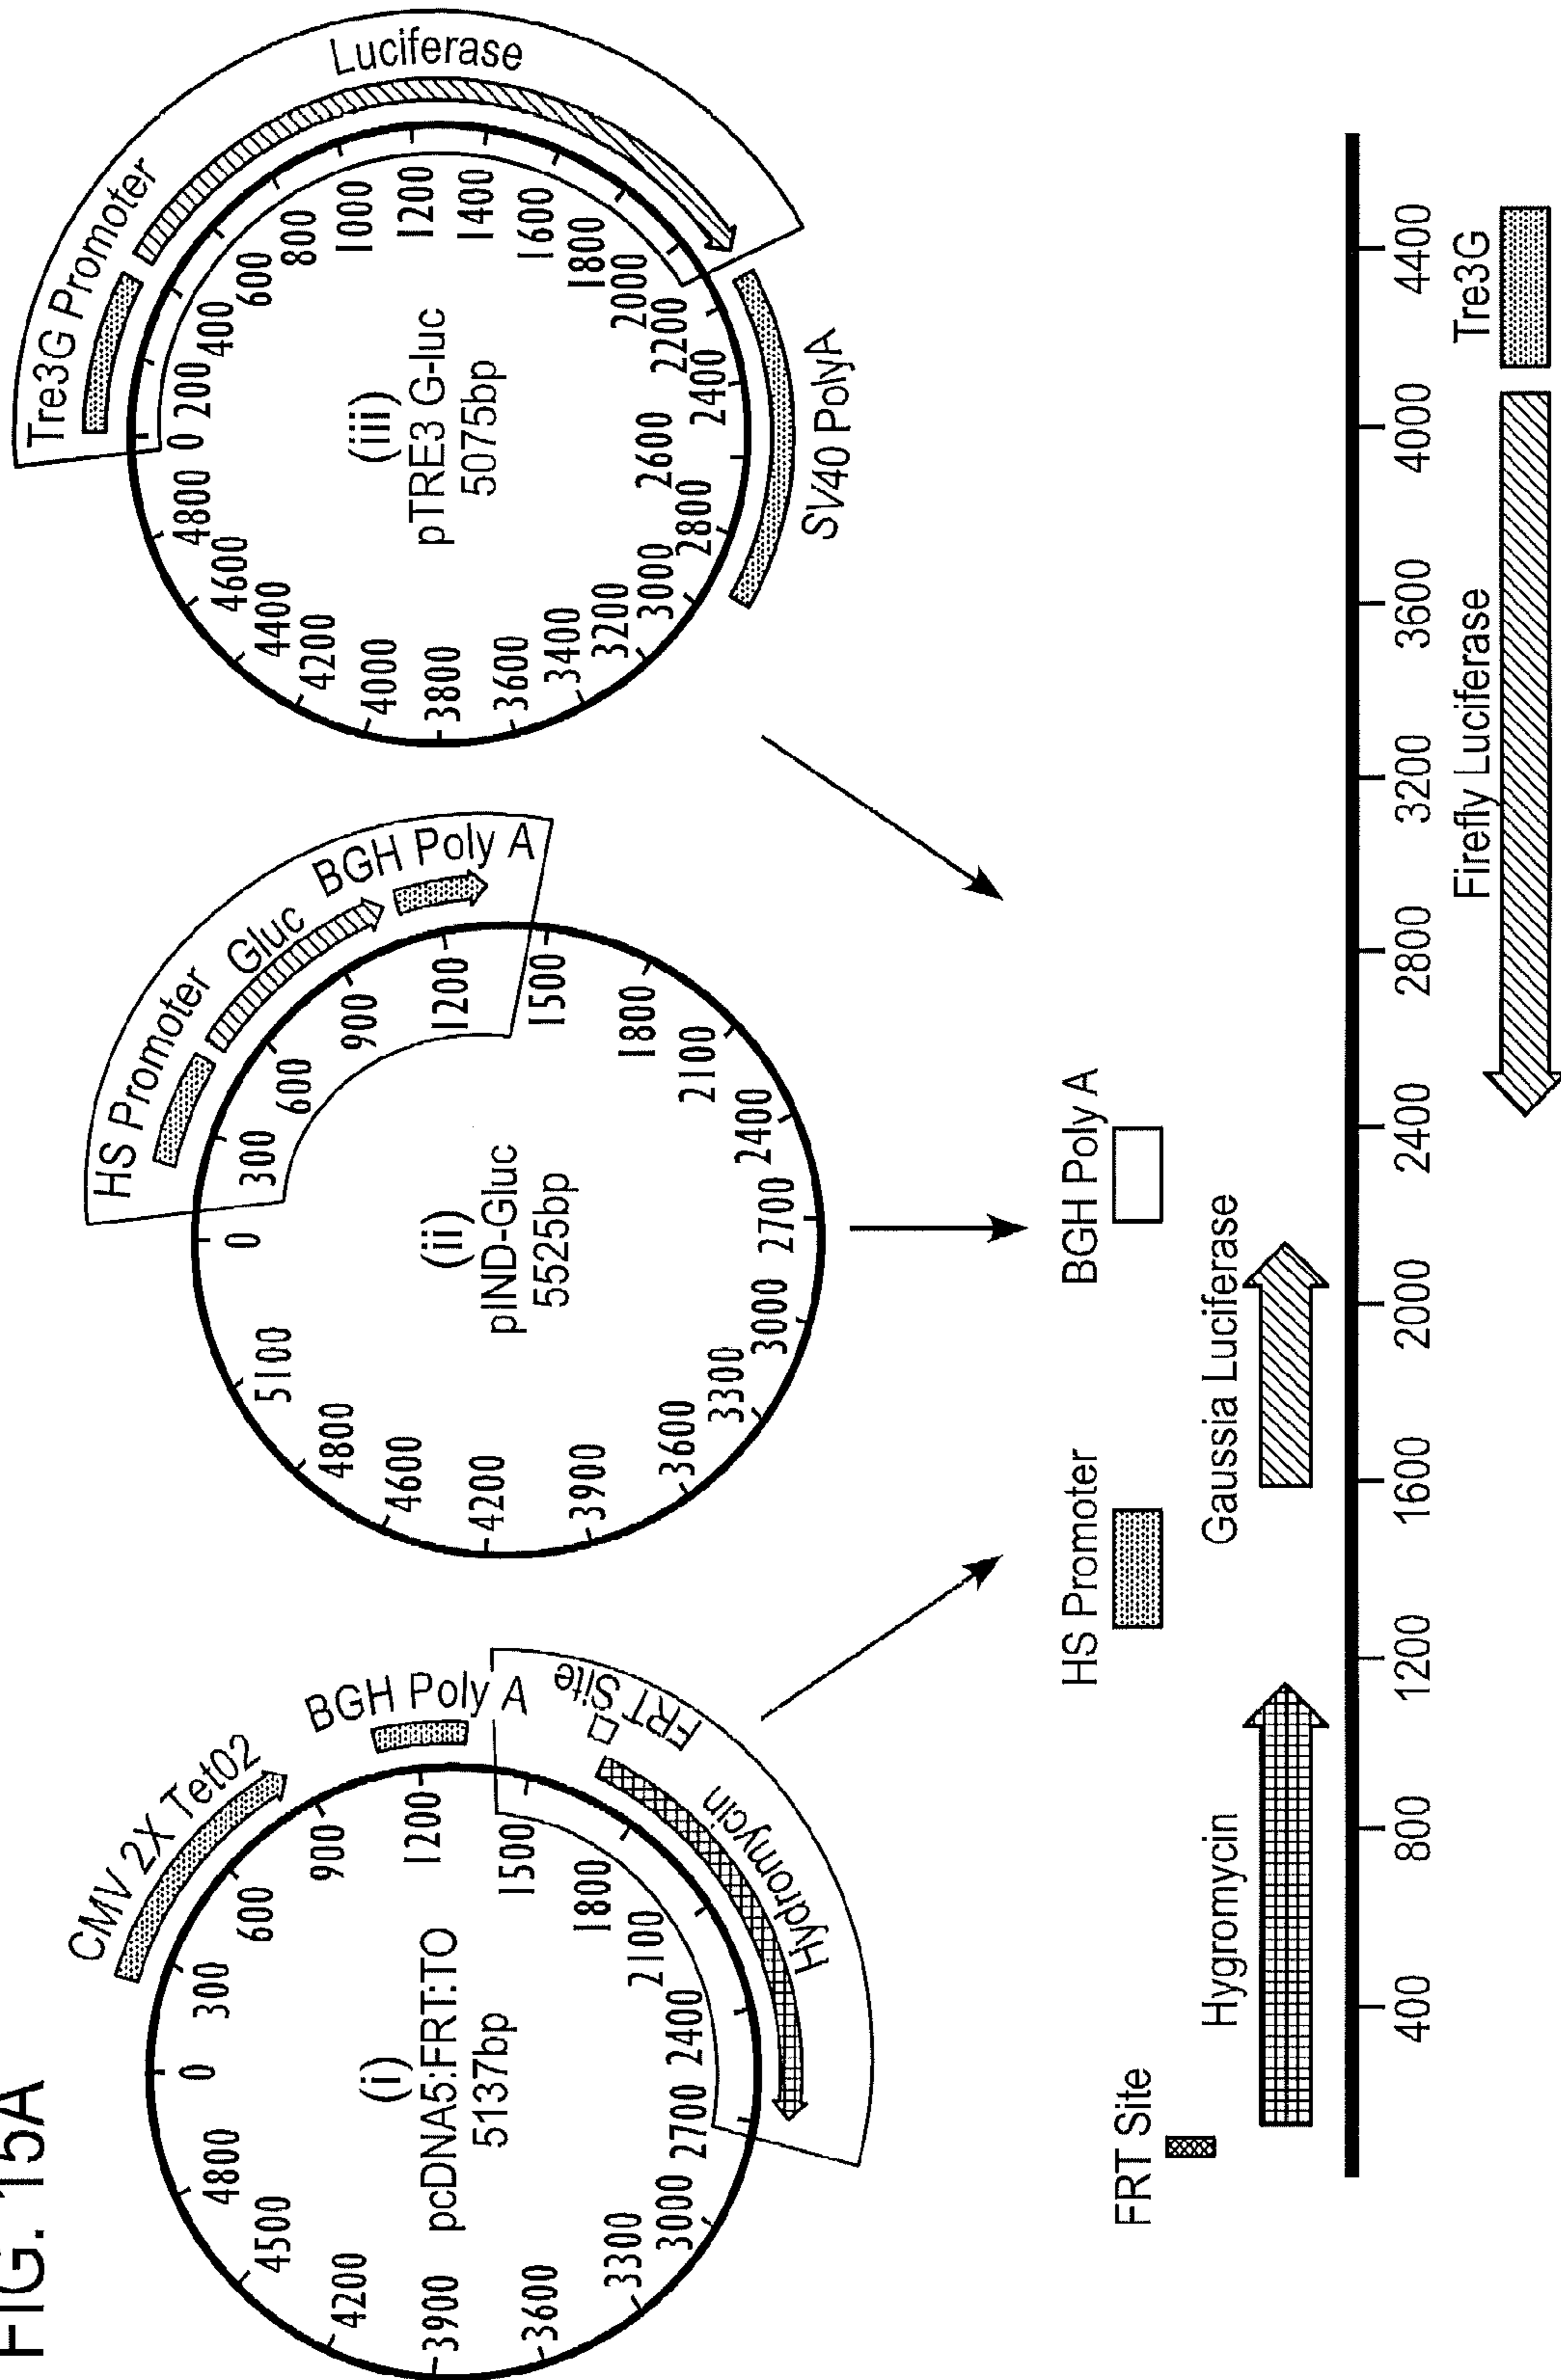 FIG. 15A
CMV 2X Tet02
BGH Poly A
FRT Site
Hydromycin
0
300
600
900
1200
1500
1800
2100
2400
2700
3000
3300
3600
3900
4200
4500
4800
(i)
pcDNA5:FRT:TO
5137bp
HS Promoter
Gluc
BGH Poly A
0
300
600
900
1200
1500
1800
2100
2400
2700
3000
3300
3600
3900
4200
4600
4800
5100
(ii)
pIND-Gluc
5525bp
Tre3G Promoter
Luciferase
SV40 PolyA
0
200
400
600
800
1000
1200
1400
1600
1800
2000
2200
2400
2600
2800
3000
3200
3400
3600
3800
4000
4200
4400
4600
4800
(iii)
pTRE3 G-luc
5075bp
FRT Site
HS Promoter
BGH Poly A
Hygromycin
Gaussia Luciferase
400
800
1200
1600
2000
2400
2800
3200
3600
4000
4400
Firefly Luciferase
Tre3G